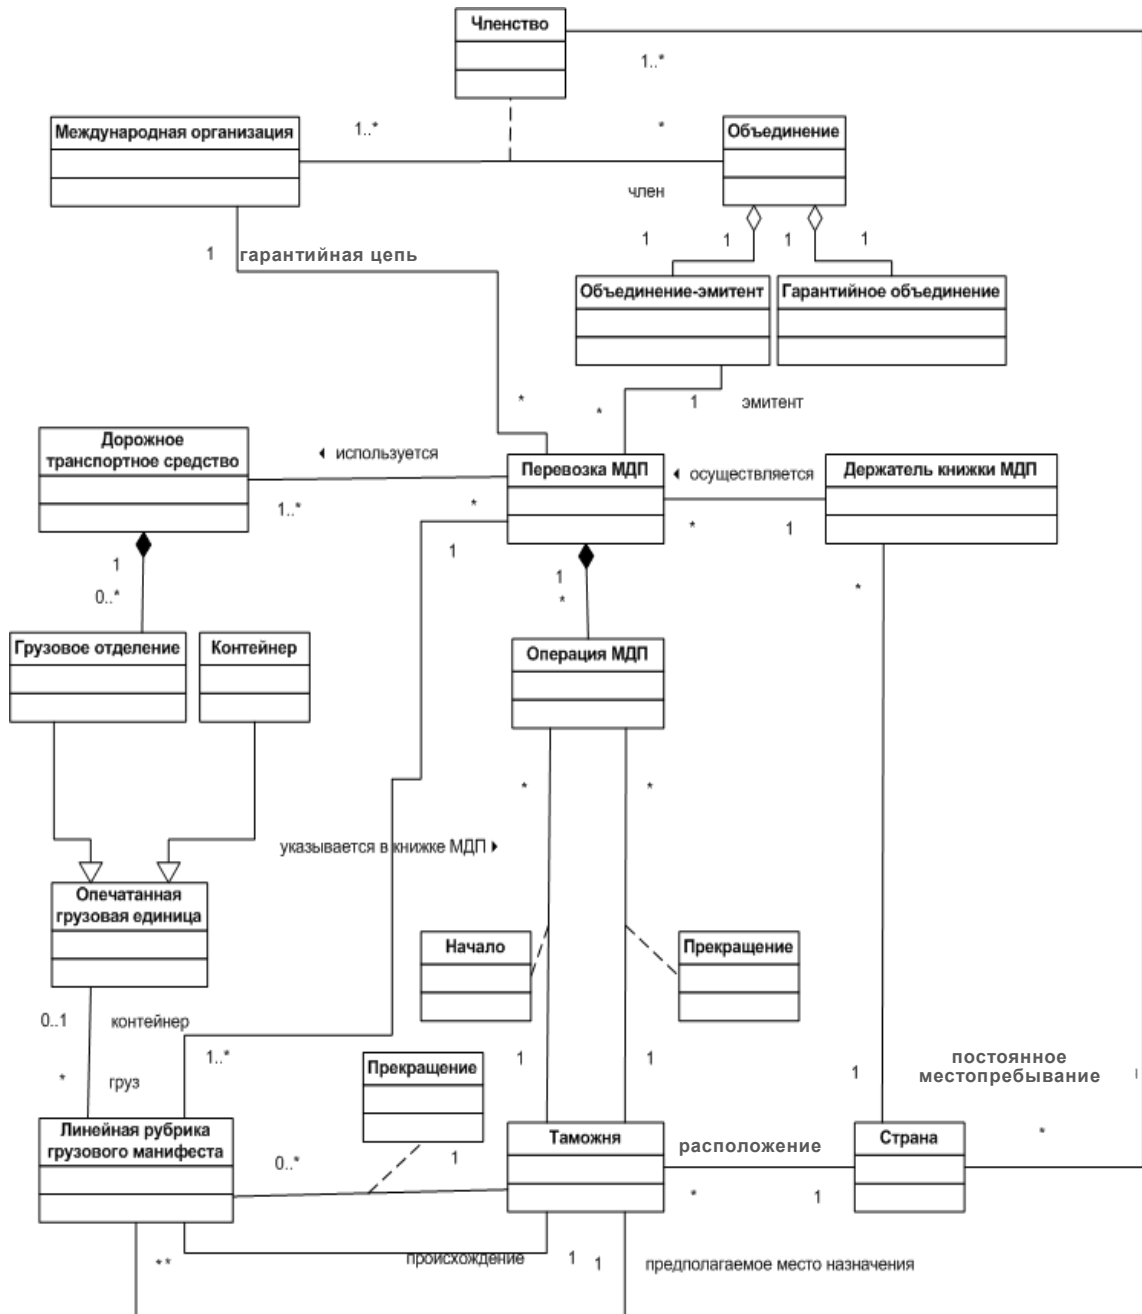 Членство
1..*
Международная организация
1..*
*
Объединение
член
1
гарантийная цепь
1
1
1
1
Объединение-эмитент
Гарантийное объединение
*
*
1
эмитент
Дорожное
транспортное средство
◄ используется
Перевозка МДП
◄ осуществляется
Держатель книжки МДП
1..*
*
*
1
1
1
0..*
1
*
*
Грузовое отделение
Контейнер
Операция МДП
*
*
указывается в книжке МДП ►
Опечатанная
грузовая единица
Начало
Прекращение
0..1
контейнер
1..*
Прекращение
1
1
1
постоянное
местопребывание
*
груз
Линейная рубрика
грузового манифеста
0..*
1
Таможня
расположение
Страна
*
*
1
**
происхождение
1
1
предполагаемое место назначения